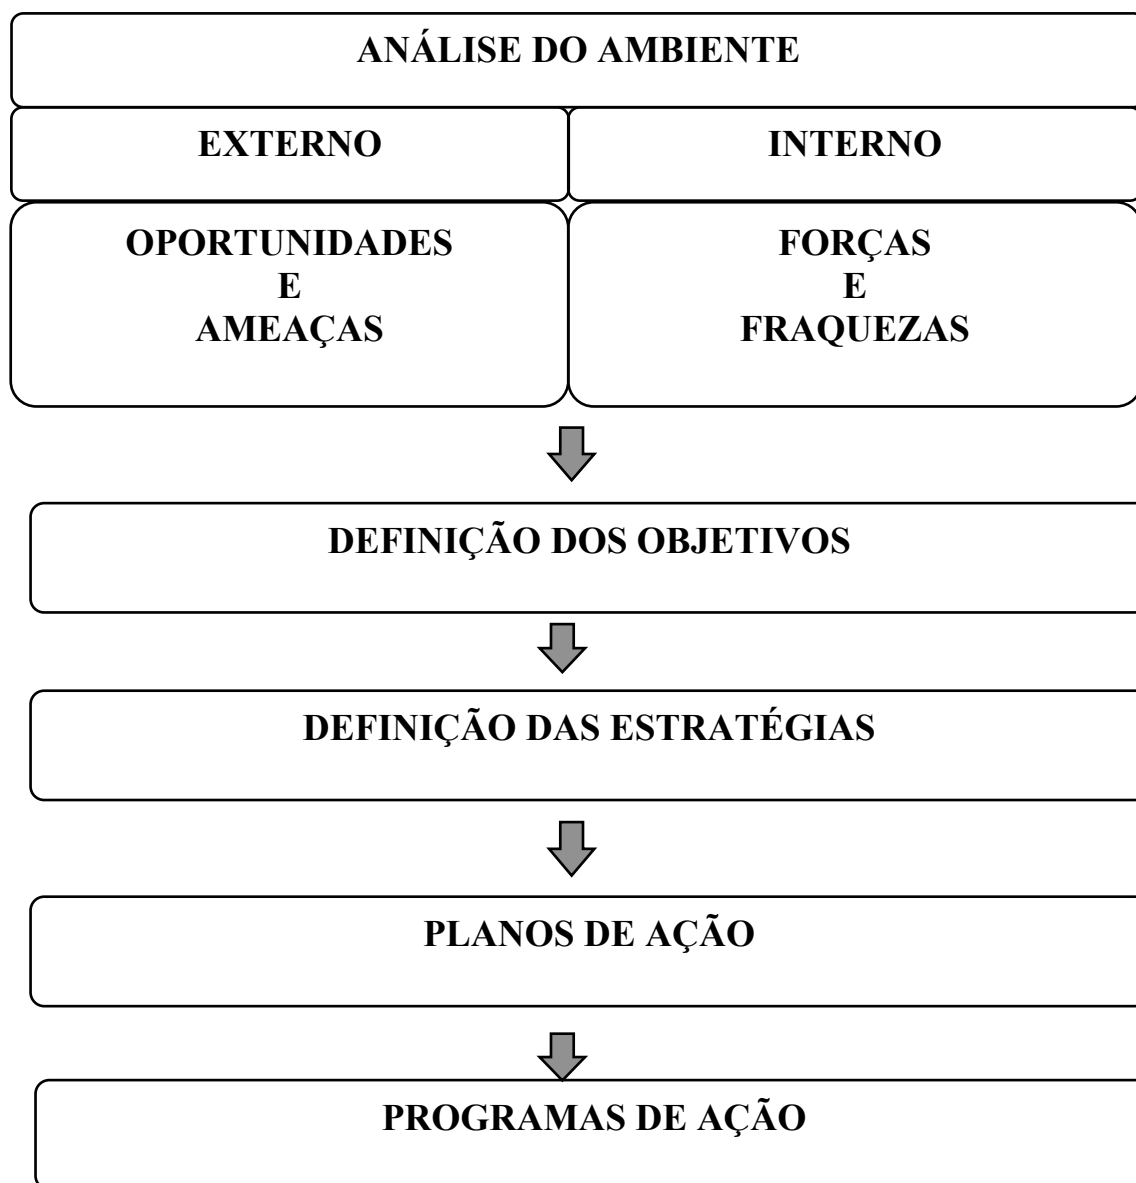 ANÁLISE DO AMBIENTE
EXTERNO
INTERNO
OPORTUNIDADES
E
AMEAÇAS
FORÇAS
E
FRAQUEZAS
DEFINIÇÃO DOS OBJETIVOS
DEFINIÇÃO DAS ESTRATÉGIAS
PLANOS DE AÇÃO
PROGRAMAS DE AÇÃO